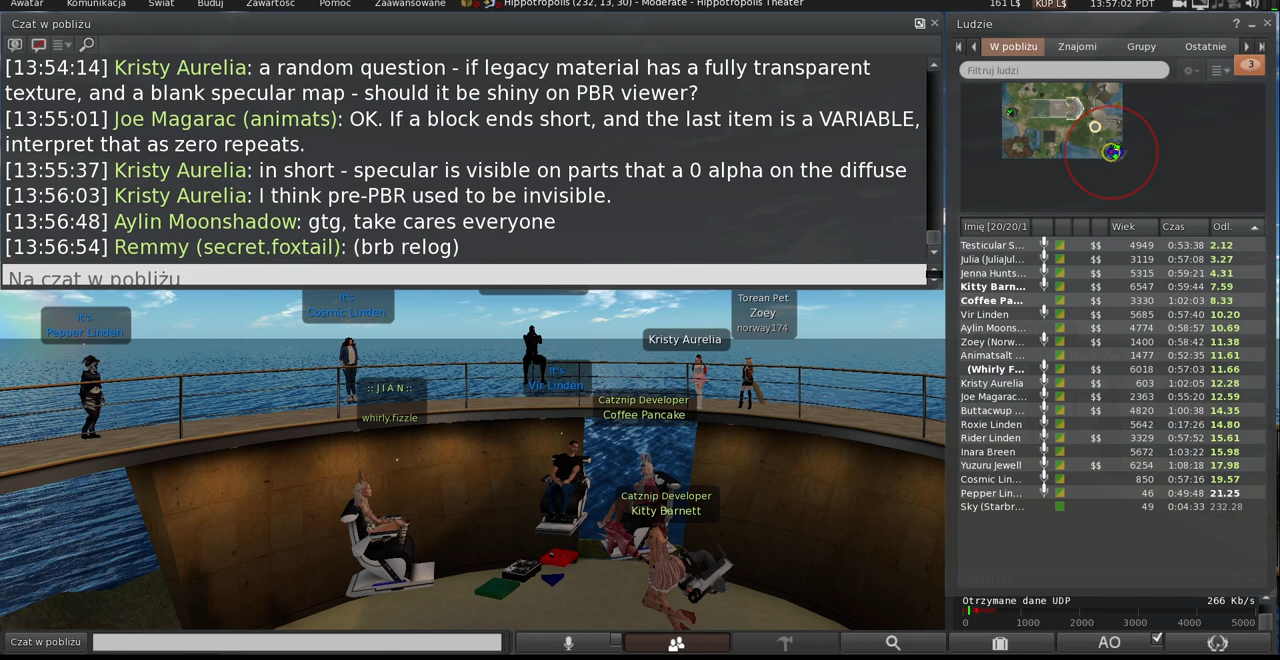 Awatar Komunikacja Świat Buduj Zawartość Pomoc Zaawansowane Hippotropolis (232, 13, 30) - Moderate - Hippotropolis Theater 161 L$ KUP L$ 13:57:02 PDT
Czat w pobliżu
[13:54:14] Kristy Aurelia: a random question - if legacy material has a fully transparent
texture, and a blank specular map - should it be shiny on PBR viewer?
[13:55:01] Joe Magarac (animats): OK. If a block ends short, and the last item is a VARIABLE,
interpret that as zero repeats.
[13:55:37] Kristy Aurelia: in short - specular is visible on parts that a 0 alpha on the diffuse
[13:56:03] Kristy Aurelia: I think pre-PBR used to be invisible.
[13:56:48] Aylin Moonshadow: gtg, take cares everyone
[13:56:54] Remmy (secret.foxtail): (brb relog)
Na czat w pobliżu
It's
Pepper Linden
It's
Cosmic Linden
Torean Pet
Zoey
norway174
Kristy Aurelia
It's
Vir Linden
:: J I A N ::
whirly.fizzle
Catznip Developer
Coffee Pancake
Catznip Developer
Kitty Barnett
Ludzie
? _ ×
W pobliżu Znajomi Grupy Ostatnie
Filtruj ludzi
3
Imię [20/20/1 Wiek Czas Odl.
Testicular S... $$ 4949 0:53:38 2.12
Julia (JuliaJul... $$ 3119 0:57:08 3.27
Jenna Hunts... $$ 5315 0:59:21 4.31
Kitty Barn... $$ 6547 0:59:44 7.59
Coffee Pa... $$ 3330 1:02:03 8.33
Vir Linden $$ 5685 0:57:40 10.20
Aylin Moons... $$ 4774 0:58:57 10.69
Zoey (Norw... $$ 1400 0:58:42 11.38
Animatsalt ... 1477 0:52:35 11.61
(Whirly F... $$ 6018 0:57:03 11.66
Kristy Aurelia 603 1:02:05 12.28
Joe Magarac... $$ 2363 0:55:20 12.59
Buttacwup ... $$ 4820 1:00:38 14.35
Roxie Linden 5642 0:17:26 14.80
Rider Linden $$ 3329 0:57:52 15.61
Inara Breen 5672 1:03:22 15.98
Yuzuru Jewell $$ 6254 1:08:18 17.98
Cosmic Lin... 850 0:57:16 19.57
Pepper Lin... 46 0:49:48 21.25
Sky (Starbr... 49 0:04:33 232.28
Otrzymane dane UDP 266 Kb/s
0 1000 2000 3000 4000 5000
Czat w pobliżu
AO